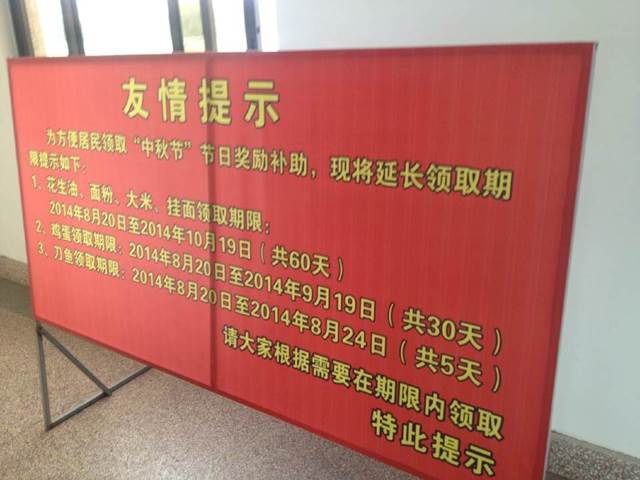 友情提示
为方便居民领取“中秋节”节日奖励补助，现将延长领取期
限提示如下：
1、花生油、面粉、大米、挂面领取期限：
2014年8月20日至2014年10月19日（共60天）
2、鸡蛋领取期限：2014年8月20日至2014年9月19日（共30天）
3、刀鱼领取期限：2014年8月20日至2014年8月24日（共5天）
请大家根据需要在期限内领取
特此提示